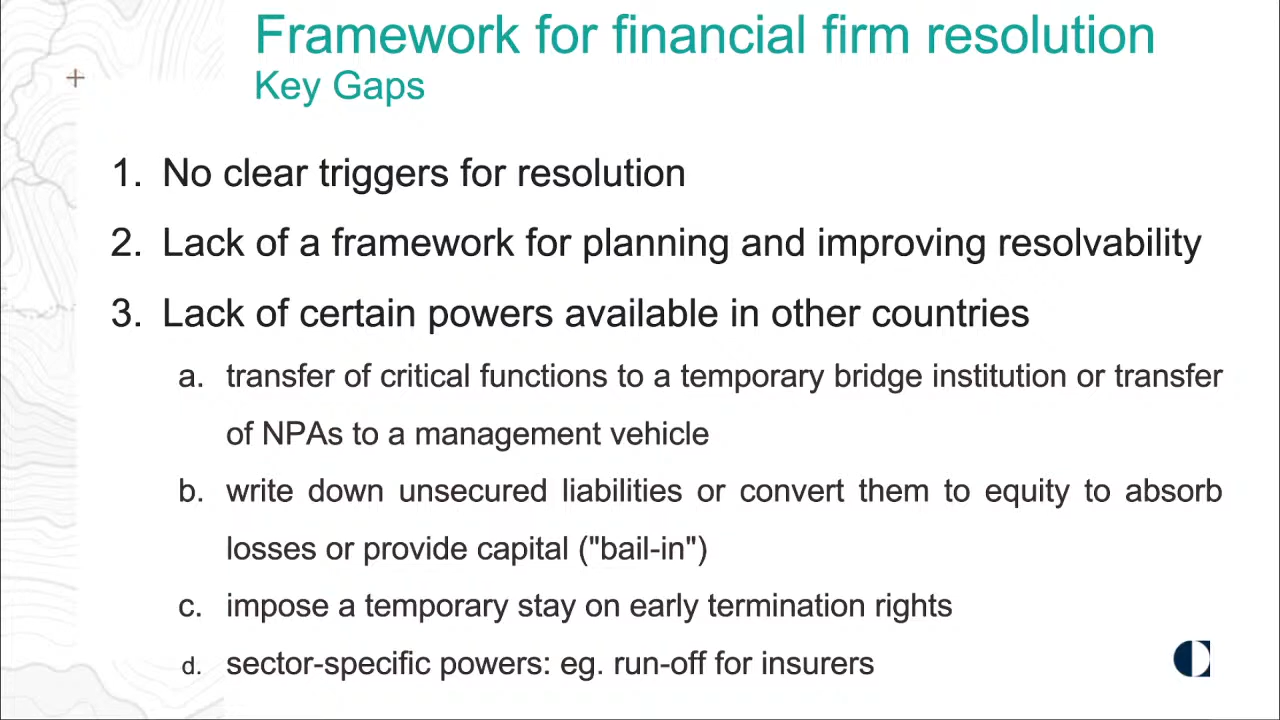 Framework for financial firm resolution
Key Gaps
1. No clear triggers for resolution
2. Lack of a framework for planning and improving resolvability
3. Lack of certain powers available in other countries
a. transfer of critical functions to a temporary bridge institution or transfer
of NPAs to a management vehicle
b. write down unsecured liabilities or convert them to equity to absorb
losses or provide capital ("bail-in")
c. impose a temporary stay on early termination rights
d. sector-specific powers: eg. run-off for insurers